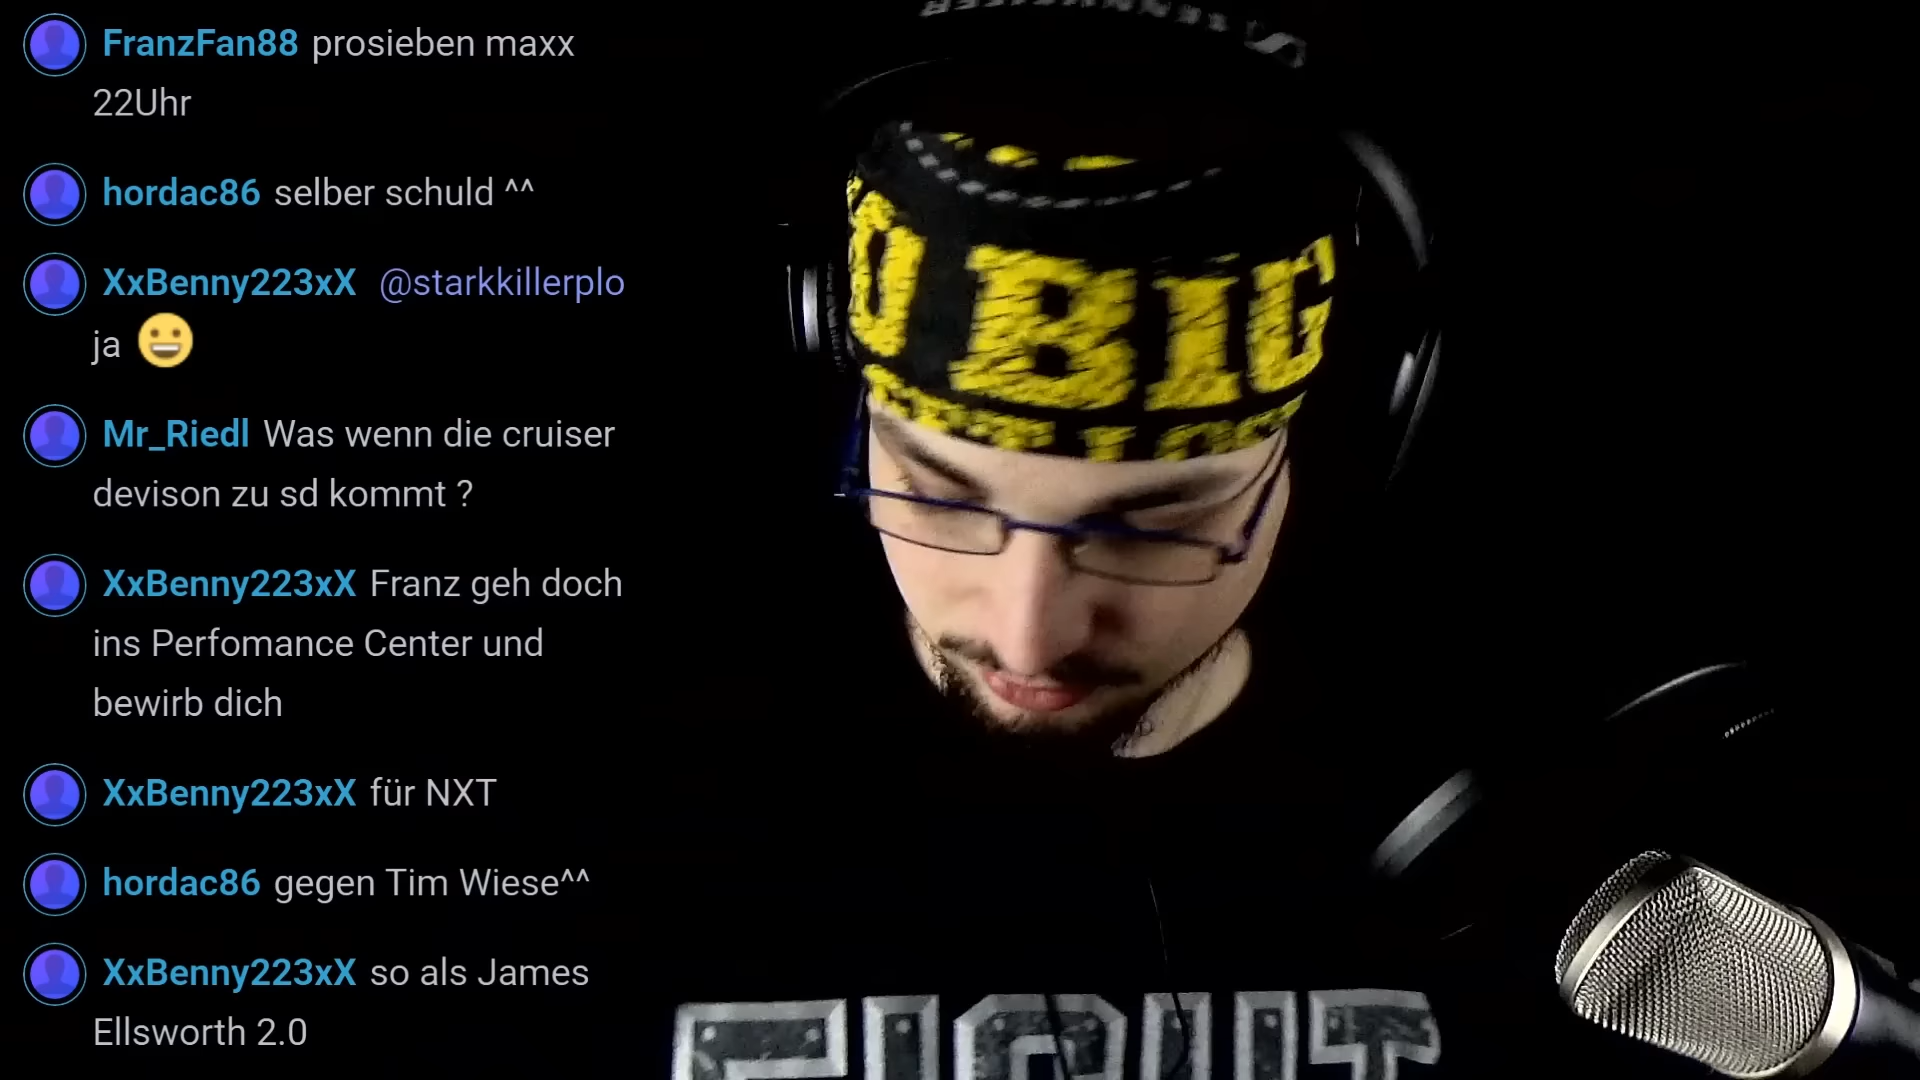 FranzFan88 prosieben maxx
22Uhr
hordac86 selber schuld ^^
XxBenny223xX @starkkillerplo
ja 😀
Mr_Riedl Was wenn die cruiser
devison zu sd kommt ?
XxBenny223xX Franz geh doch
ins Perfomance Center und
bewirb dich
XxBenny223xX für NXT
hordac86 gegen Tim Wiese^^
XxBenny223xX so als James
Ellsworth 2.0
O BIG
FIGHT